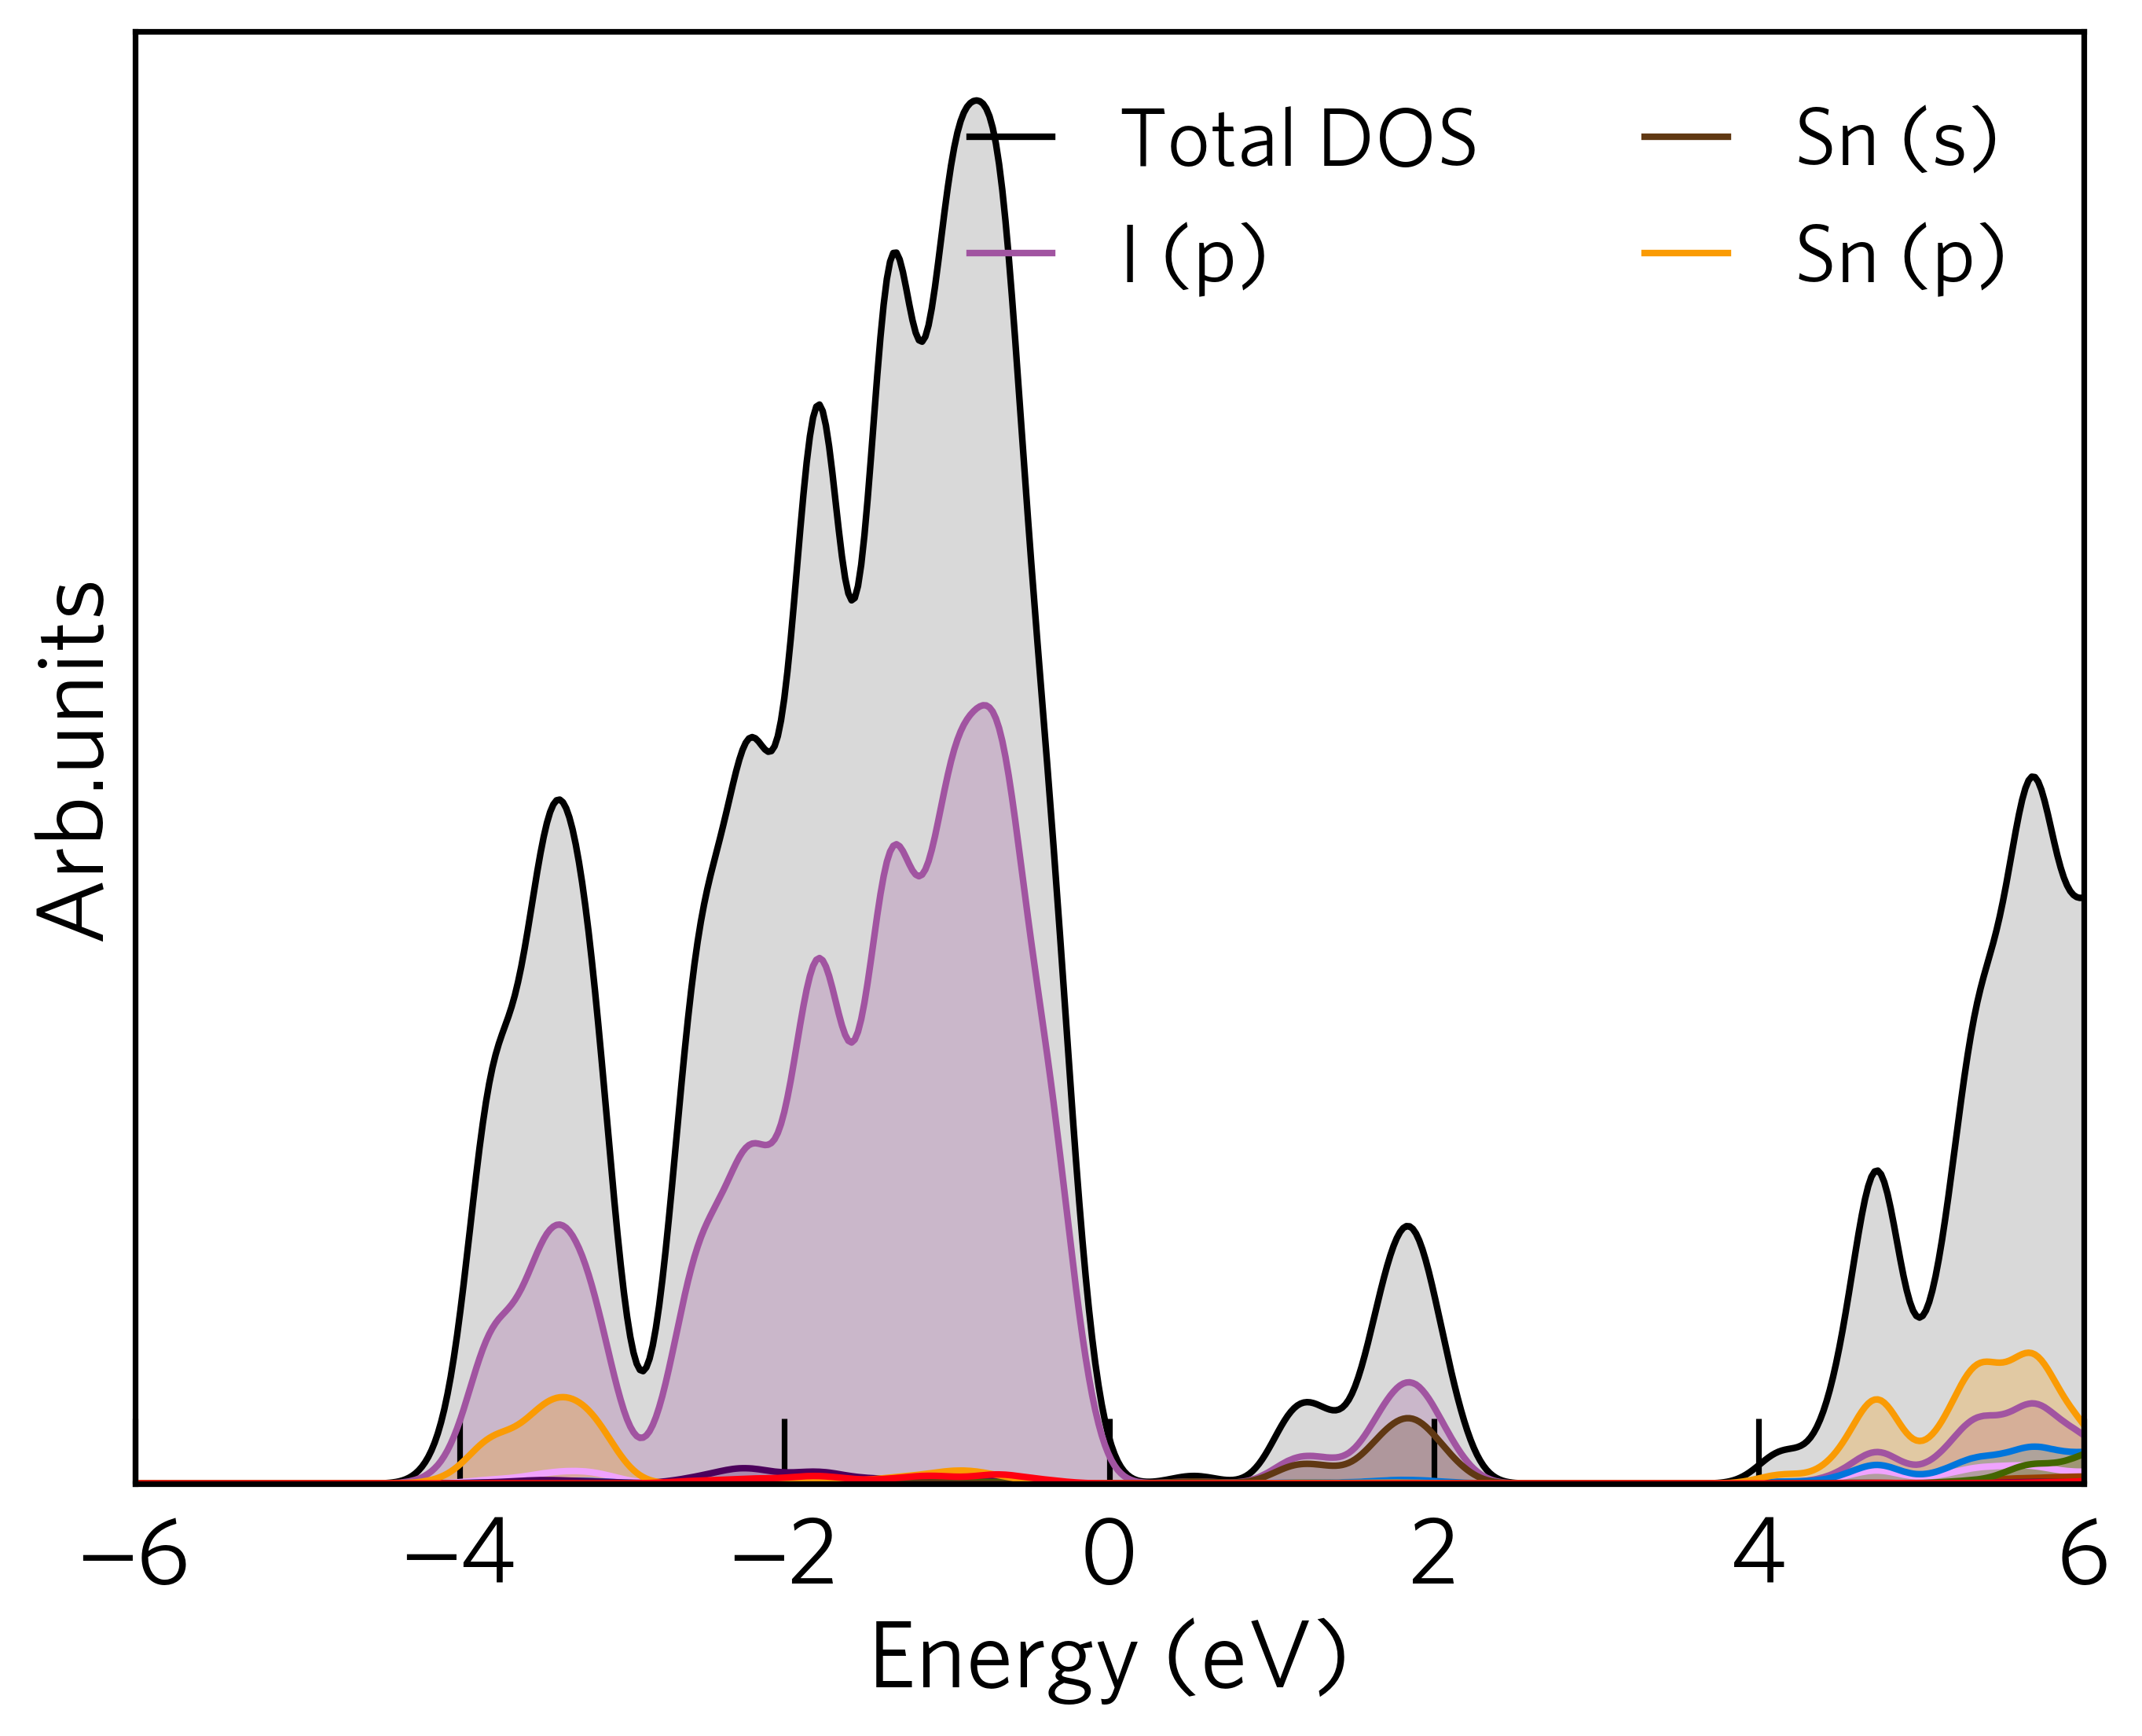 Total DOS
I (p)
Sn (s)
Sn (p)
Arb.units
−6 −4 −2 0 2 4 6
Energy (eV)